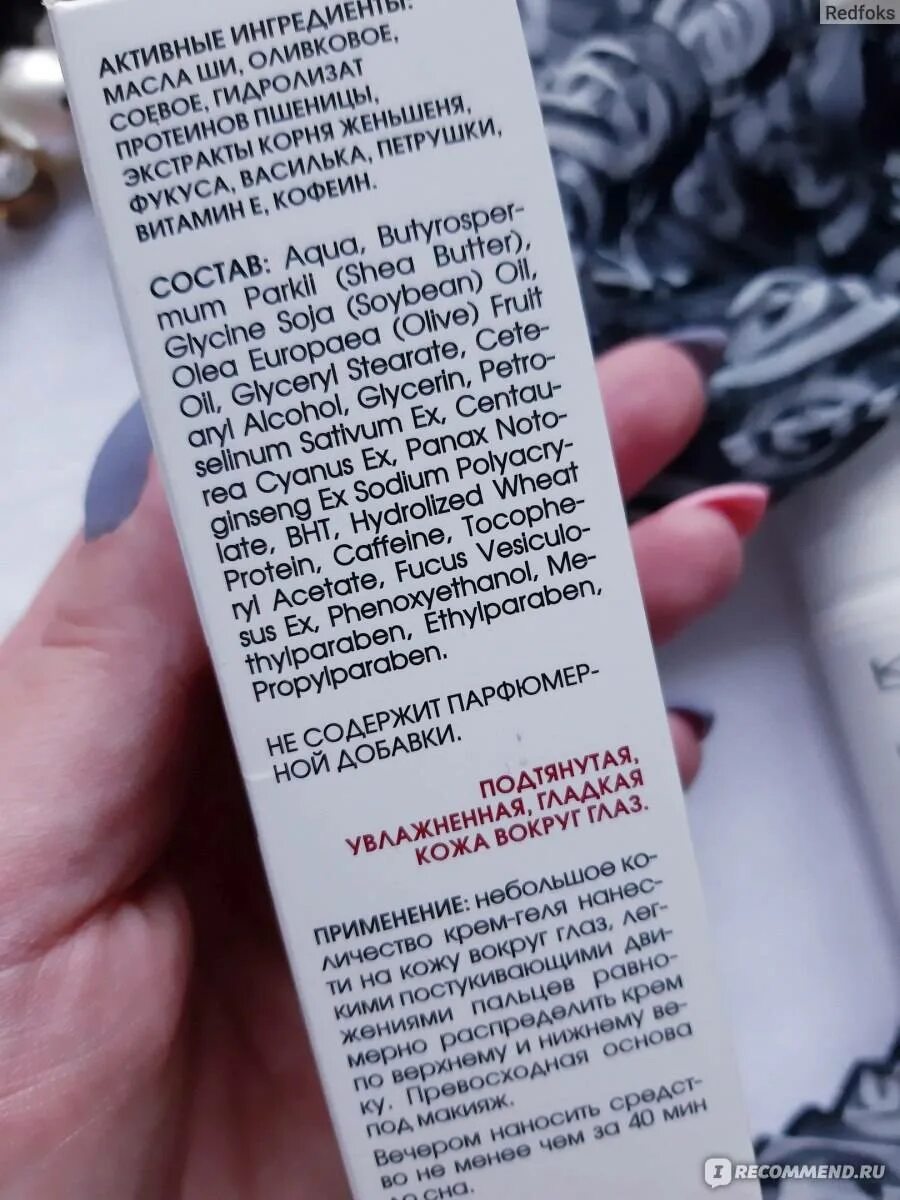 Redfoks
АКТИВНЫЕ ИНГРЕДИЕНТЫ:
МАСЛА ШИ, ОЛИВКОВОЕ,
СОЕВОЕ, ГИДРОЛИЗАТ
ПРОТЕИНОВ ПШЕНИЦЫ,
ЭКСТРАКТЫ КОРНЯ ЖЕНЬШЕНЯ,
ФУКУСА, ВАСИЛЬКА, ПЕТРУШКИ,
ВИТАМИН Е, КОФЕИН.
СОСТАВ: Aqua, Butyrosper-
mum Parkii (Shea Butter),
Glycine Soja (Soybean) Oil,
Olea Europaea (Olive) Fruit
Oil, Glyceryl Stearate, Cete-
aryl Alcohol, Glycerin, Petro-
selinum Sativum Ex, Centau-
rea Cyanus Ex, Panax Noto-
ginseng Ex Sodium Polyacry-
late, BHT, Hydrolized Wheat
Protein, Caffeine, Tocophe-
ryl Acetate, Fucus Vesiculo-
sus Ex, Phenoxyethanol, Me-
thylparaben, Ethylparaben,
Propylparaben.
НЕ СОДЕРЖИТ ПАРФЮМЕР-
НОЙ ДОБАВКИ.
ПОДТЯНУТАЯ,
УВЛАЖНЕННАЯ, ГЛАДКАЯ
КОЖА ВОКРУГ ГЛАЗ.
ПРИМЕНЕНИЕ: небольшое ко-
личество крем-геля нанес-
ти на кожу вокруг глаз, лег-
кими постукивающими дви-
жениями пальцев равно-
мерно распределить крем
по верхнему и нижнему ве-
ку. Превосходная основа
под макияж.
Вечером наносить средст-
во не менее чем за 40 мин
до сна.
IRECOMMEND.RU